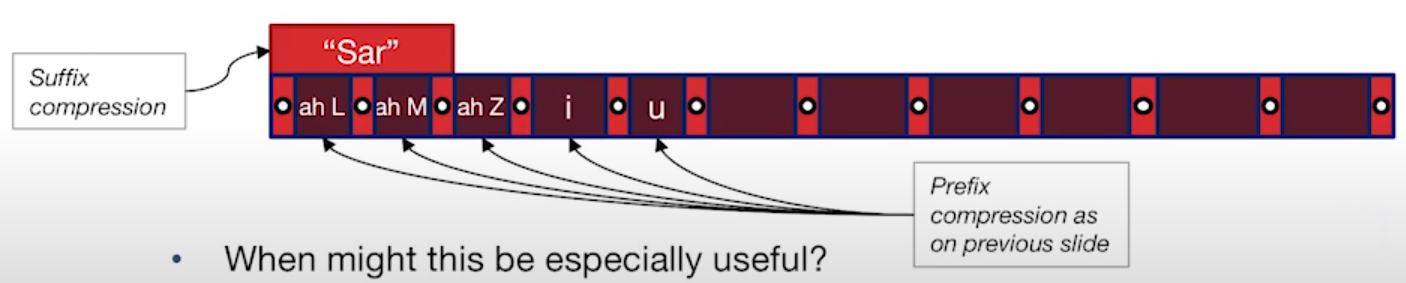 “Sar”
Suffix
compression
ah L ah M ah Z i u
Prefix
compression as
on previous slide
• When might this be especially useful?